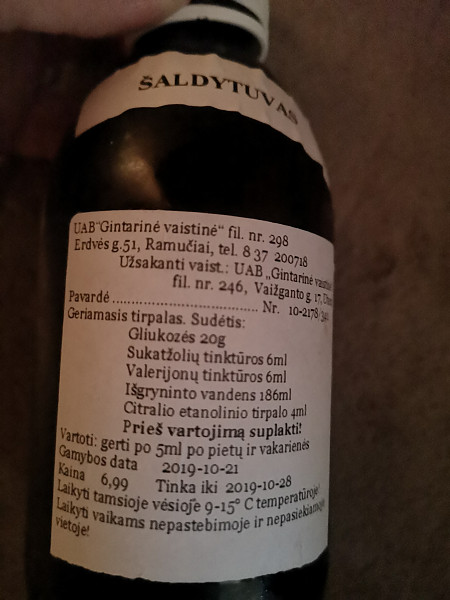 ŠALDYTUVAS
UAB"Gintarinė vaistinė" fil. nr. 298
Erdvės g.51, Ramučiai, tel. 8 37 200718
Užsakanti vaist.: UAB „Gintarinė
fil. nr. 246, Vaižganto g. 17,
Pavardė .................................... Nr. 10-2178/
Geriamasis tirpalas. Sudėtis:
Gliukozės 20g
Sukatžolių tinktūros 6ml
Valerijonų tinktūros 6ml
Išgryninto vandens 186ml
Citralio etanolinio tirpalo 4ml
Prieš vartojimą suplakti!
Vartoti: gerti po 5ml po pietų ir vakarienės
Gamybos data 2019-10-21
Kaina 6,99 Tinka iki 2019-10-28
Laikyti tamsioje vėsioje 9-15° C temperatūroje!
Laikyti vaikams nepastebimoje ir nepasiekiamoje
vietoje!